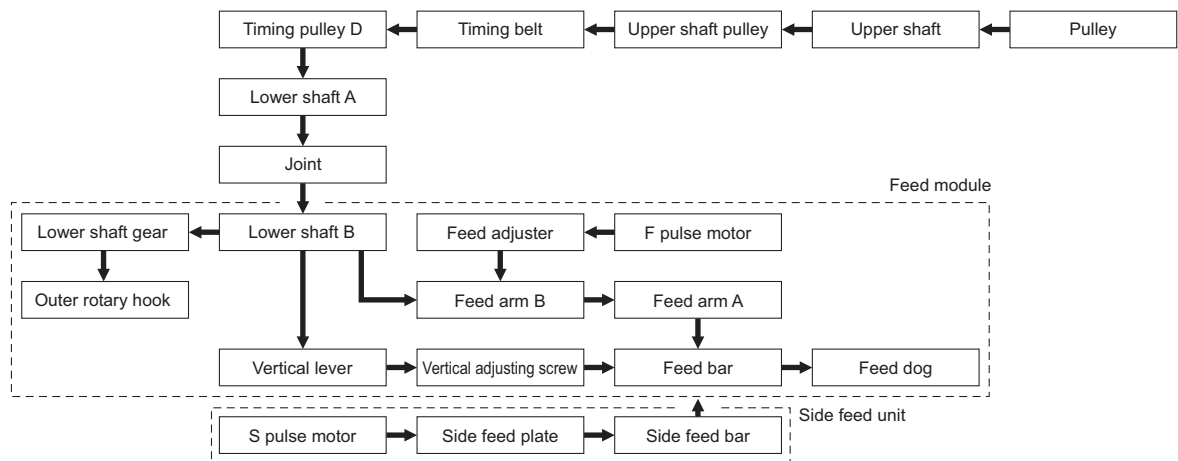 Timing pulley D
Timing belt
Upper shaft pulley
Upper shaft
Pulley
Lower shaft A
Joint
Feed module
Lower shaft gear
Lower shaft B
Feed adjuster
F pulse motor
Outer rotary hook
Feed arm B
Feed arm A
Vertical lever
Vertical adjusting screw
Feed bar
Feed dog
Side feed unit
S pulse motor
Side feed plate
Side feed bar